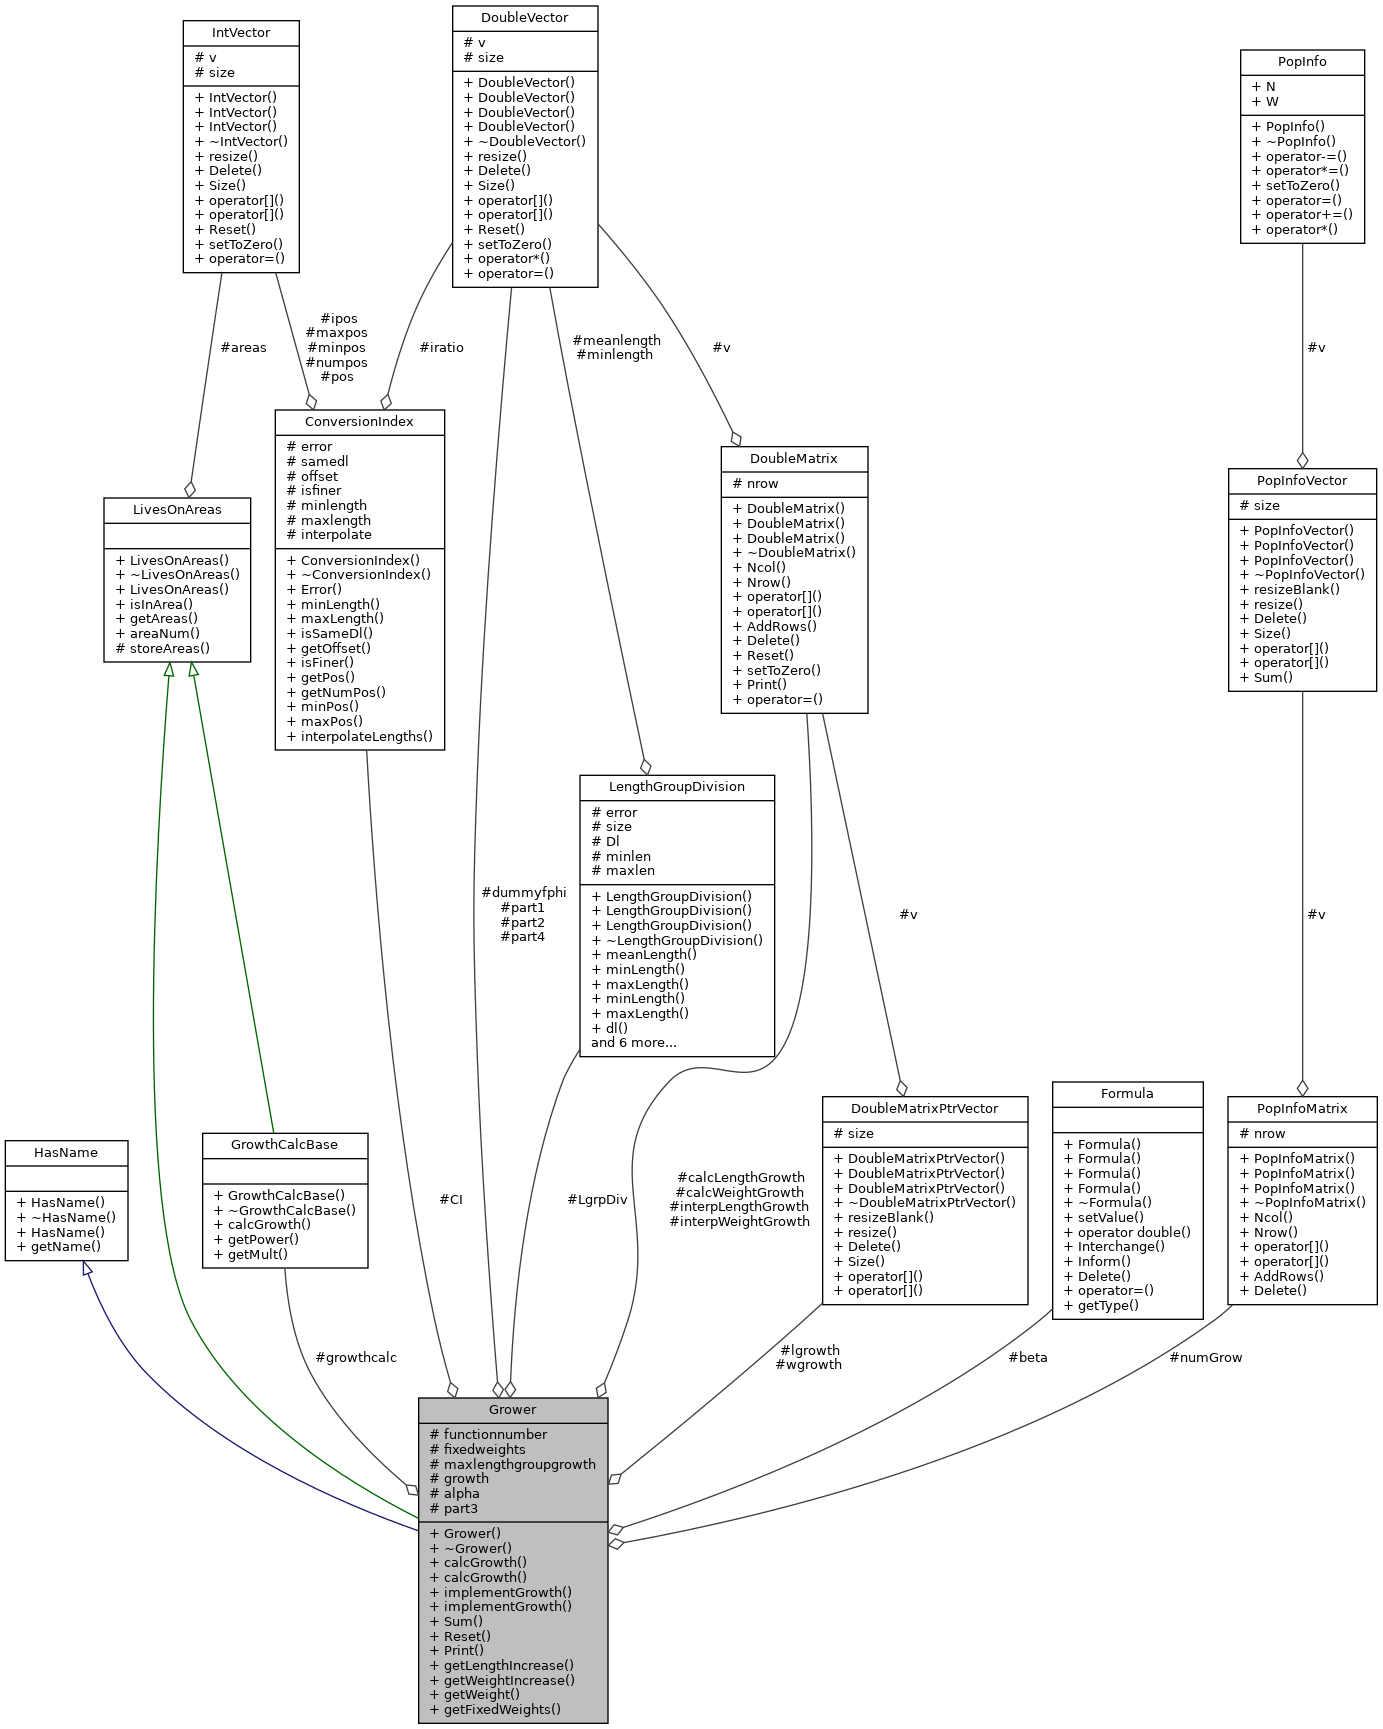 IntVector
# v
# size
+ IntVector()
+ IntVector()
+ IntVector()
+ ~IntVector()
+ resize()
+ Delete()
+ Size()
+ operator[]()
+ operator[]()
+ Reset()
+ setToZero()
+ operator=()
DoubleVector
# v
# size
+ DoubleVector()
+ DoubleVector()
+ DoubleVector()
+ DoubleVector()
+ ~DoubleVector()
+ resize()
+ Delete()
+ Size()
+ operator[]()
+ operator[]()
+ Reset()
+ setToZero()
+ operator*()
+ operator=()
PopInfo
+ N
+ W
+ PopInfo()
+ ~PopInfo()
+ operator-=()
+ operator*=()
+ setToZero()
+ operator=()
+ operator+=()
+ operator*()
#areas
#ipos
#maxpos
#minpos
#numpos
#pos
#iratio
#meanlength
#minlength
#v
#v
LivesOnAreas
+ LivesOnAreas()
+ ~LivesOnAreas()
+ LivesOnAreas()
+ isInArea()
+ getAreas()
+ areaNum()
# storeAreas()
ConversionIndex
# error
# samedl
# offset
# isfiner
# minlength
# maxlength
# interpolate
+ ConversionIndex()
+ ~ConversionIndex()
+ Error()
+ minLength()
+ maxLength()
+ isSameDl()
+ getOffset()
+ isFiner()
+ getPos()
+ getNumPos()
+ minPos()
+ maxPos()
+ interpolateLengths()
DoubleMatrix
# nrow
+ DoubleMatrix()
+ DoubleMatrix()
+ DoubleMatrix()
+ ~DoubleMatrix()
+ Ncol()
+ Nrow()
+ operator[]()
+ operator[]()
+ AddRows()
+ Delete()
+ Reset()
+ setToZero()
+ Print()
+ operator=()
PopInfoVector
# size
+ PopInfoVector()
+ PopInfoVector()
+ PopInfoVector()
+ ~PopInfoVector()
+ resizeBlank()
+ resize()
+ Delete()
+ Size()
+ operator[]()
+ operator[]()
+ Sum()
#dummyfphi
#part1
#part2
#part4
LengthGroupDivision
# error
# size
# Dl
# minlen
# maxlen
+ LengthGroupDivision()
+ LengthGroupDivision()
+ LengthGroupDivision()
+ ~LengthGroupDivision()
+ meanLength()
+ minLength()
+ maxLength()
+ minLength()
+ maxLength()
+ dl()
and 6 more...
#v
#v
HasName
+ HasName()
+ ~HasName()
+ HasName()
+ getName()
GrowthCalcBase
+ GrowthCalcBase()
+ ~GrowthCalcBase()
+ calcGrowth()
+ getPower()
+ getMult()
#CI
#LgrpDiv
#calcLengthGrowth
#calcWeightGrowth
#interpLengthGrowth
#interpWeightGrowth
DoubleMatrixPtrVector
# size
+ DoubleMatrixPtrVector()
+ DoubleMatrixPtrVector()
+ DoubleMatrixPtrVector()
+ ~DoubleMatrixPtrVector()
+ resizeBlank()
+ resize()
+ Delete()
+ Size()
+ operator[]()
+ operator[]()
Formula
+ Formula()
+ Formula()
+ Formula()
+ Formula()
+ ~Formula()
+ setValue()
+ operator double()
+ Interchange()
+ Inform()
+ Delete()
+ operator=()
+ getType()
PopInfoMatrix
# nrow
+ PopInfoMatrix()
+ PopInfoMatrix()
+ PopInfoMatrix()
+ ~PopInfoMatrix()
+ Ncol()
+ Nrow()
+ operator[]()
+ operator[]()
+ AddRows()
+ Delete()
#growthcalc
#lgrowth
#wgrowth
#beta
#numGrow
Grower
# functionnumber
# fixedweights
# maxlengthgroupgrowth
# growth
# alpha
# part3
+ Grower()
+ ~Grower()
+ calcGrowth()
+ calcGrowth()
+ implementGrowth()
+ implementGrowth()
+ Sum()
+ Reset()
+ Print()
+ getLengthIncrease()
+ getWeightIncrease()
+ getWeight()
+ getFixedWeights()